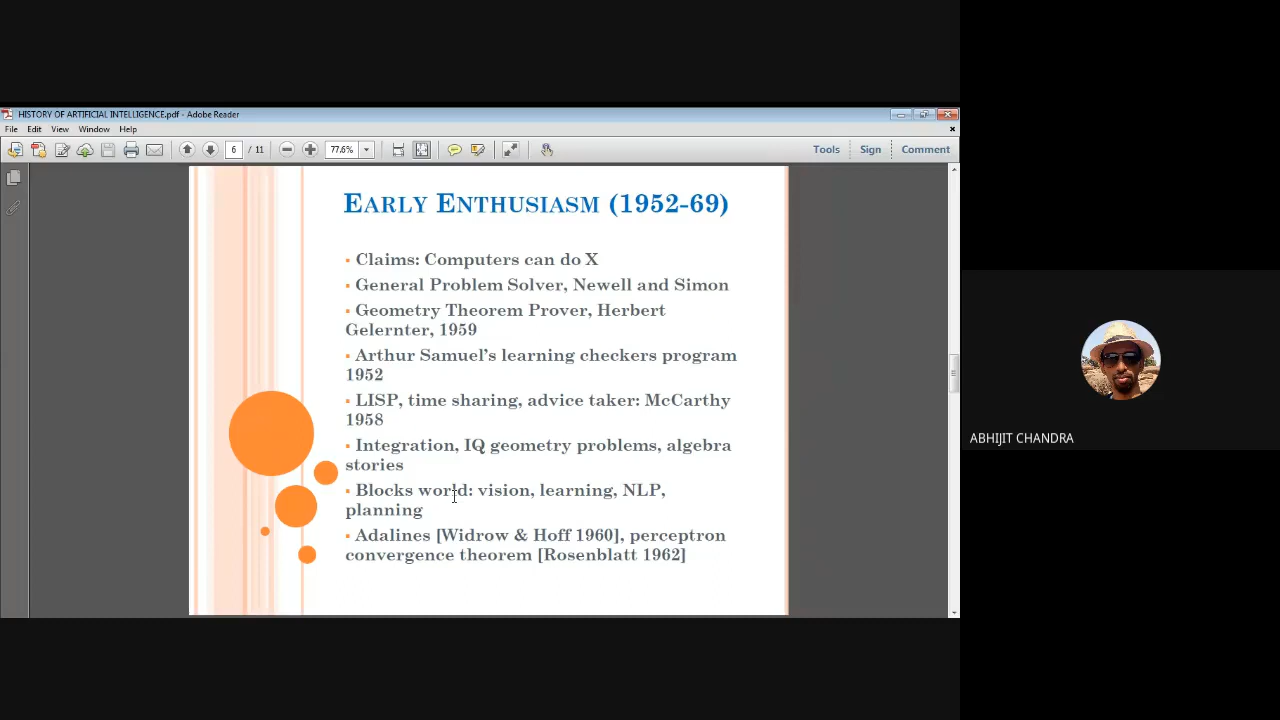 HISTORY OF ARTIFICIAL INTELLIGENCE.pdf - Adobe Reader
File Edit View Window Help
6 / 11 77.6% Tools Sign Comment
EARLY ENTHUSIASM (1952-69)
▪ Claims: Computers can do X
▪ General Problem Solver, Newell and Simon
▪ Geometry Theorem Prover, Herbert
Gelernter, 1959
▪ Arthur Samuel's learning checkers program
1952
▪ LISP, time sharing, advice taker: McCarthy
1958
▪ Integration, IQ geometry problems, algebra
stories
▪ Blocks world: vision, learning, NLP,
planning
▪ Adalines [Widrow & Hoff 1960], perceptron
convergence theorem [Rosenblatt 1962]
ABHIJIT CHANDRA